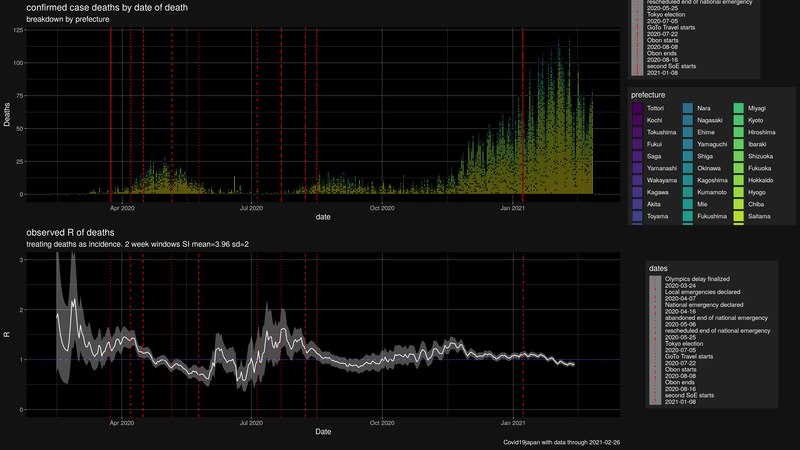 confirmed case deaths by date of death
breakdown by prefecture
125
100
75
50
25
0
Deaths
Apr 2020
Jul 2020
Oct 2020
Jan 2021
date
rescheduled end of national emergency
2020-05-25
Tokyo election
2020-07-05
GoTo Travel starts
2020-07-22
Obon starts
2020-08-08
Obon ends
2020-08-16
second SoE starts
2021-01-08
prefecture
Tottori Nara Miyagi
Kochi Nagasaki Kyoto
Tokushima Ehime Hiroshima
Fukui Yamaguchi Ibaraki
Saga Shiga Shizuoka
Yamanashi Okinawa Fukuoka
Wakayama Kagoshima Hokkaido
Kagawa Kumamoto Hyogo
Akita Mie Chiba
Toyama Fukushima Saitama
observed R of deaths
treating deaths as incidence. 2 week windows SI mean=3.96 sd=2
3
2
1
0
R
Apr 2020
Jul 2020
Oct 2020
Jan 2021
Date
dates
Olympics delay finalized
2020-03-24
Local emergencies declared
2020-04-07
National emergency declared
2020-04-16
abandoned end of national emergency
2020-05-06
rescheduled end of national emergency
2020-05-25
Tokyo election
2020-07-05
GoTo Travel starts
2020-07-22
Obon starts
2020-08-08
Obon ends
2020-08-16
second SoE starts
2021-01-08
Covid19japan with data through 2021-02-26